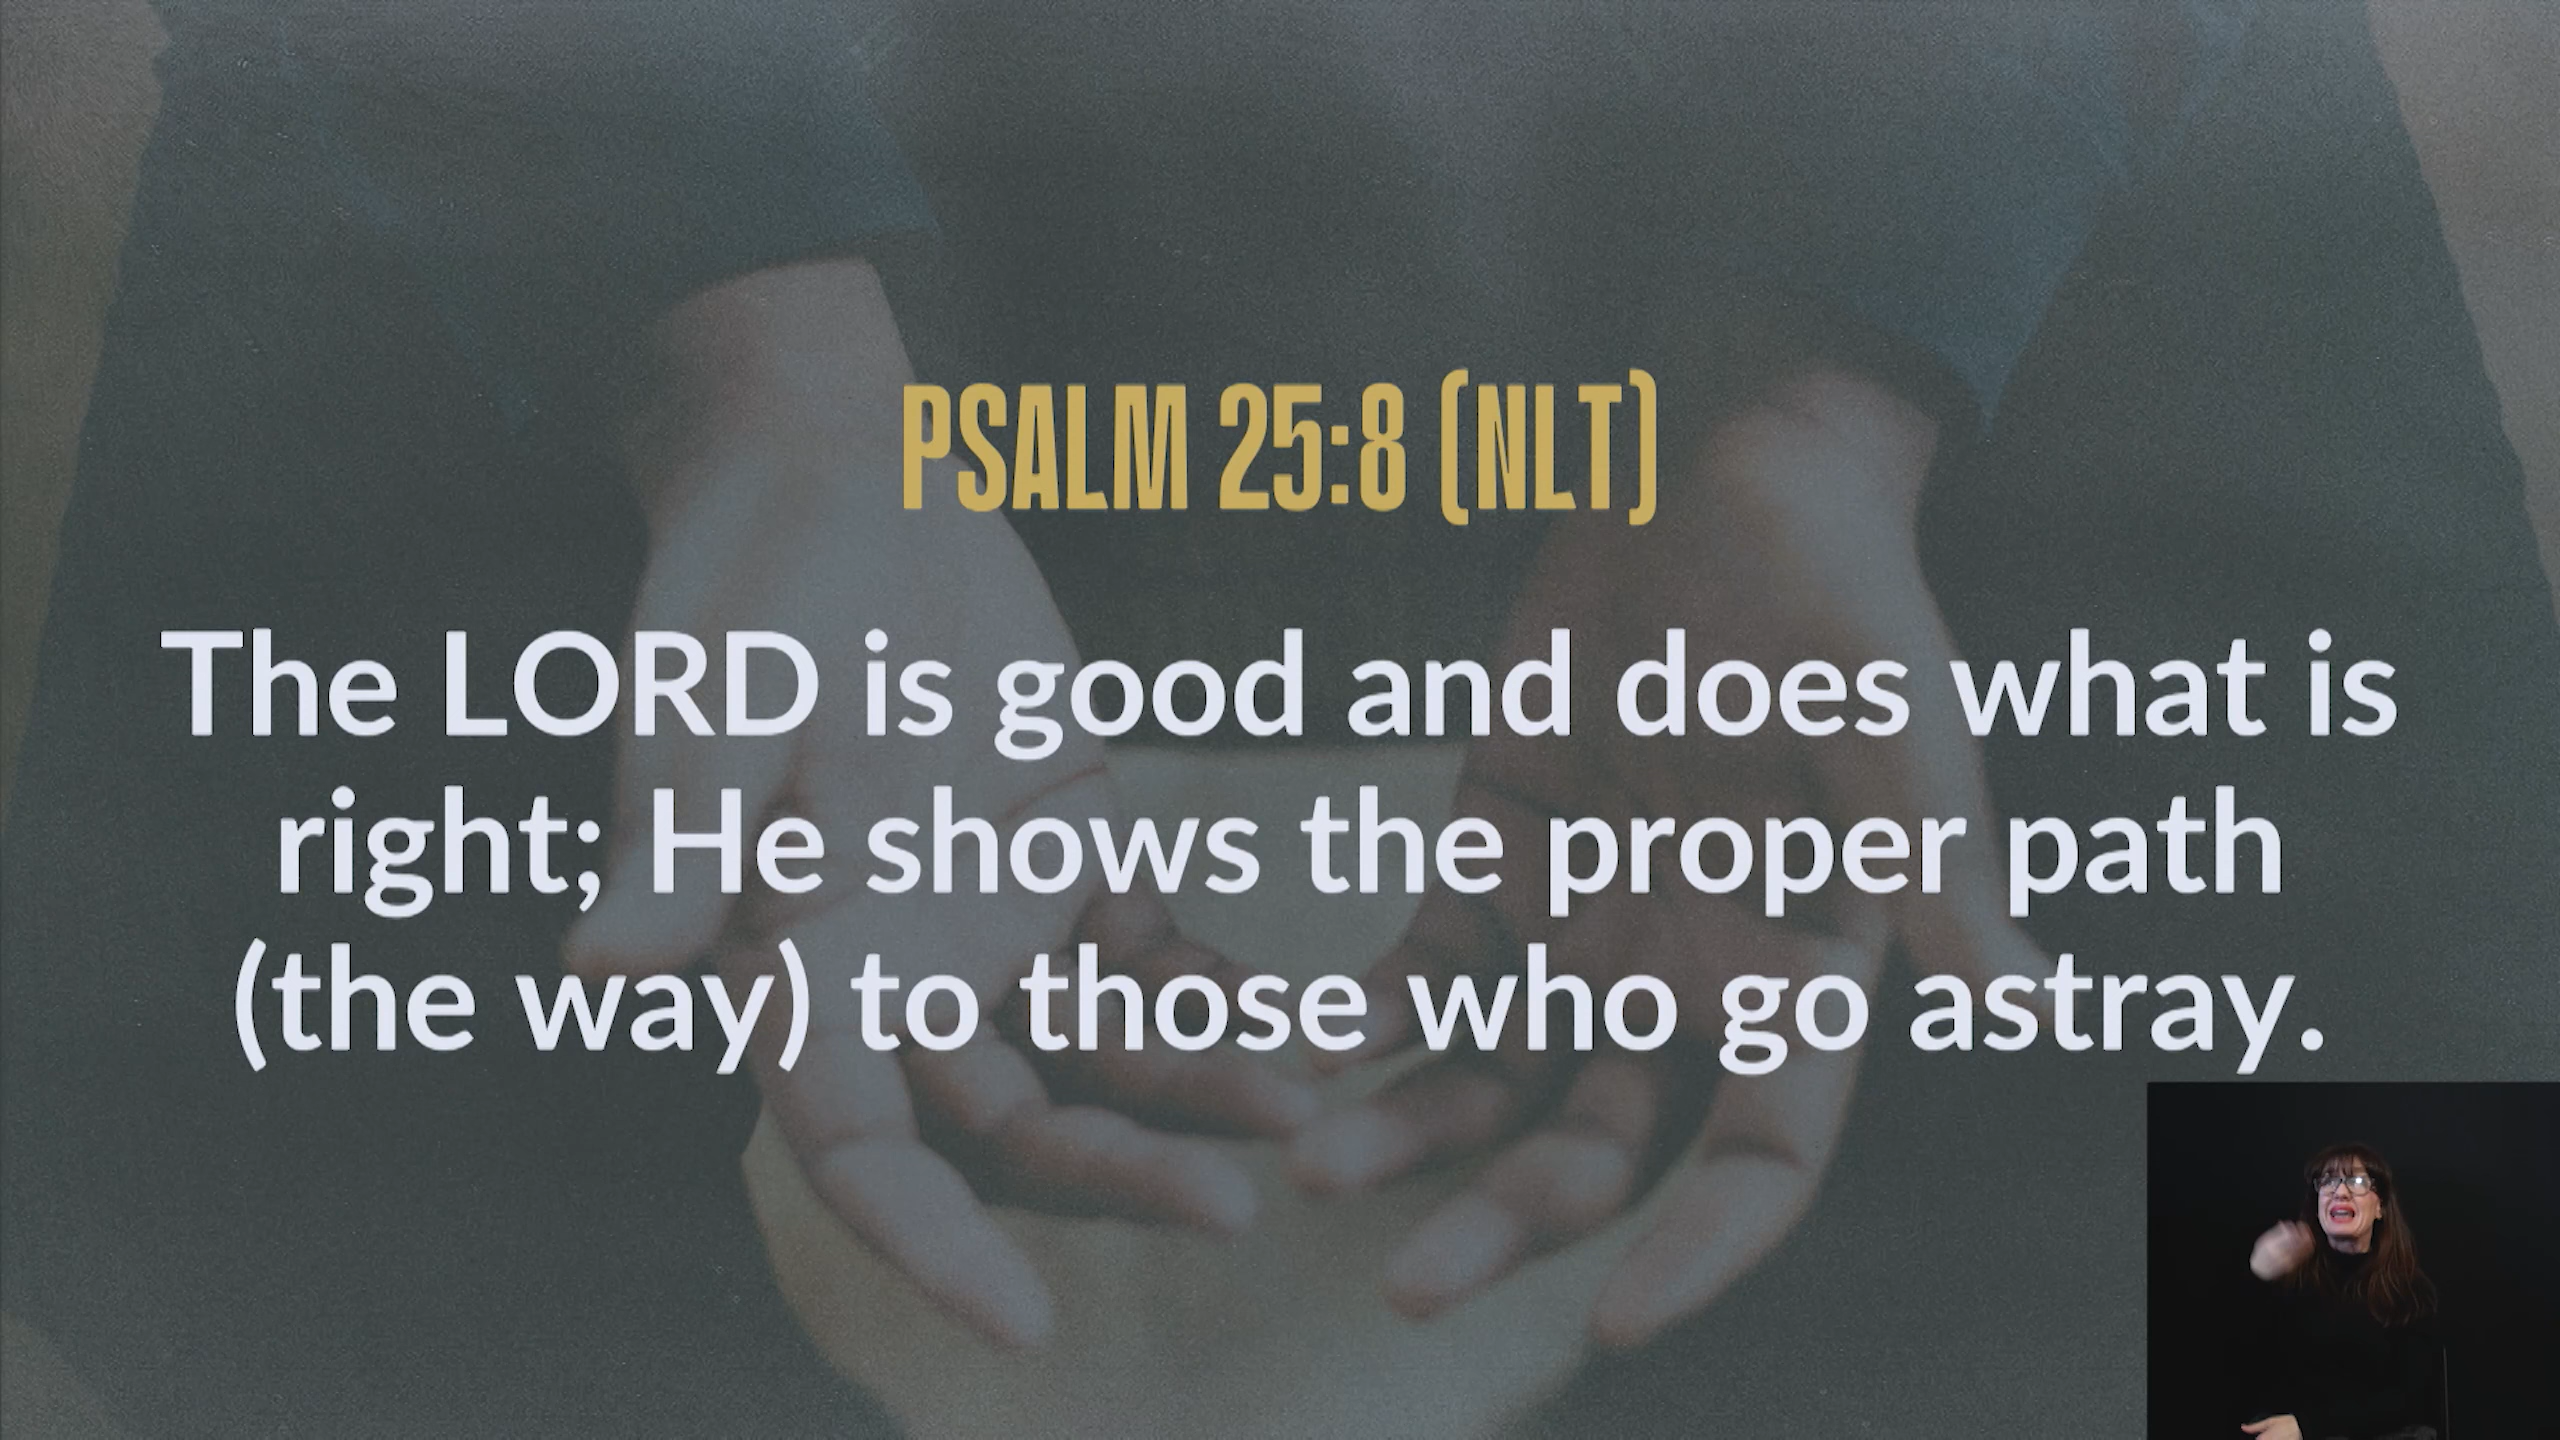 PSALM 25:8 (NLT)
The LORD is good and does what is
right; He shows the proper path
(the way) to those who go astray.